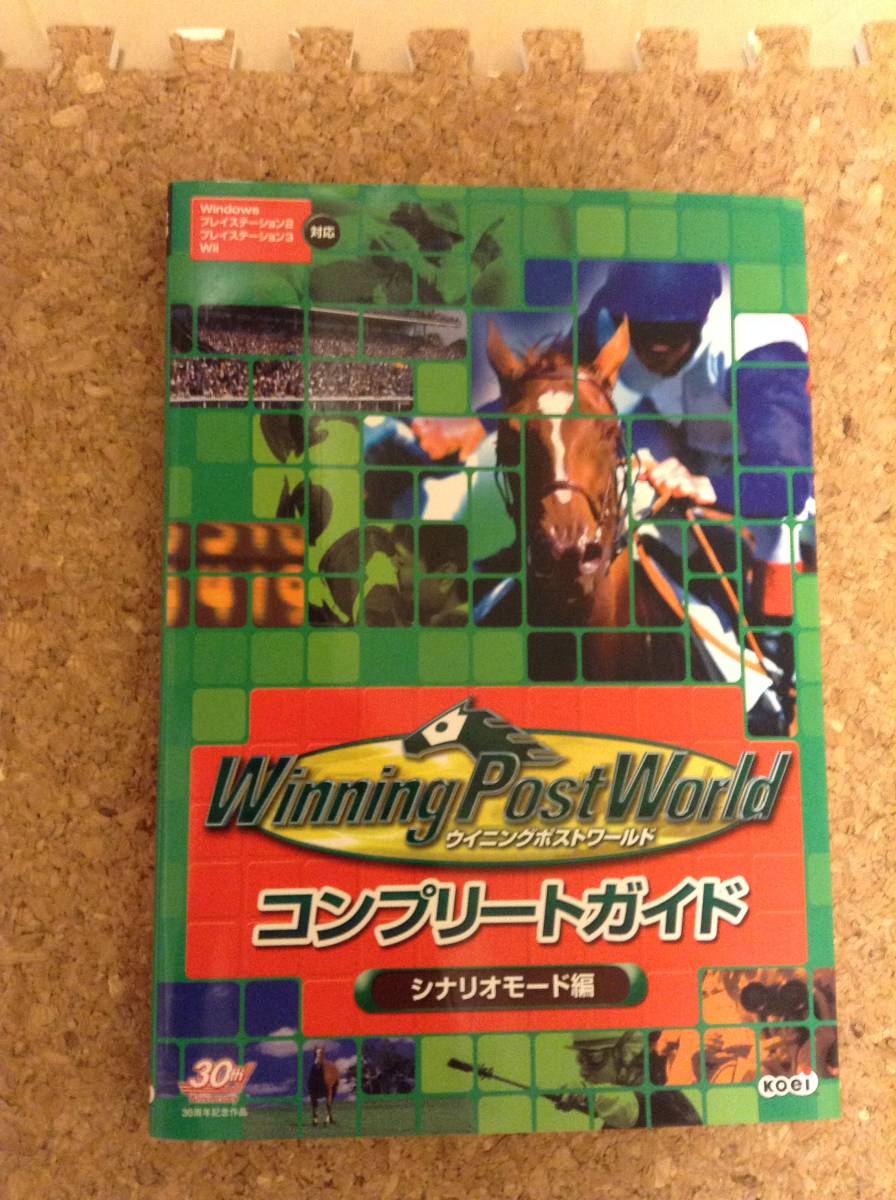 Windows
プレイステーション2
プレイステーション3
Wii
対応
Winning Post World
ウイニングポストワールド
コンプリートガイド
シナリオモード編
30th
30周年記念作品
KOEI